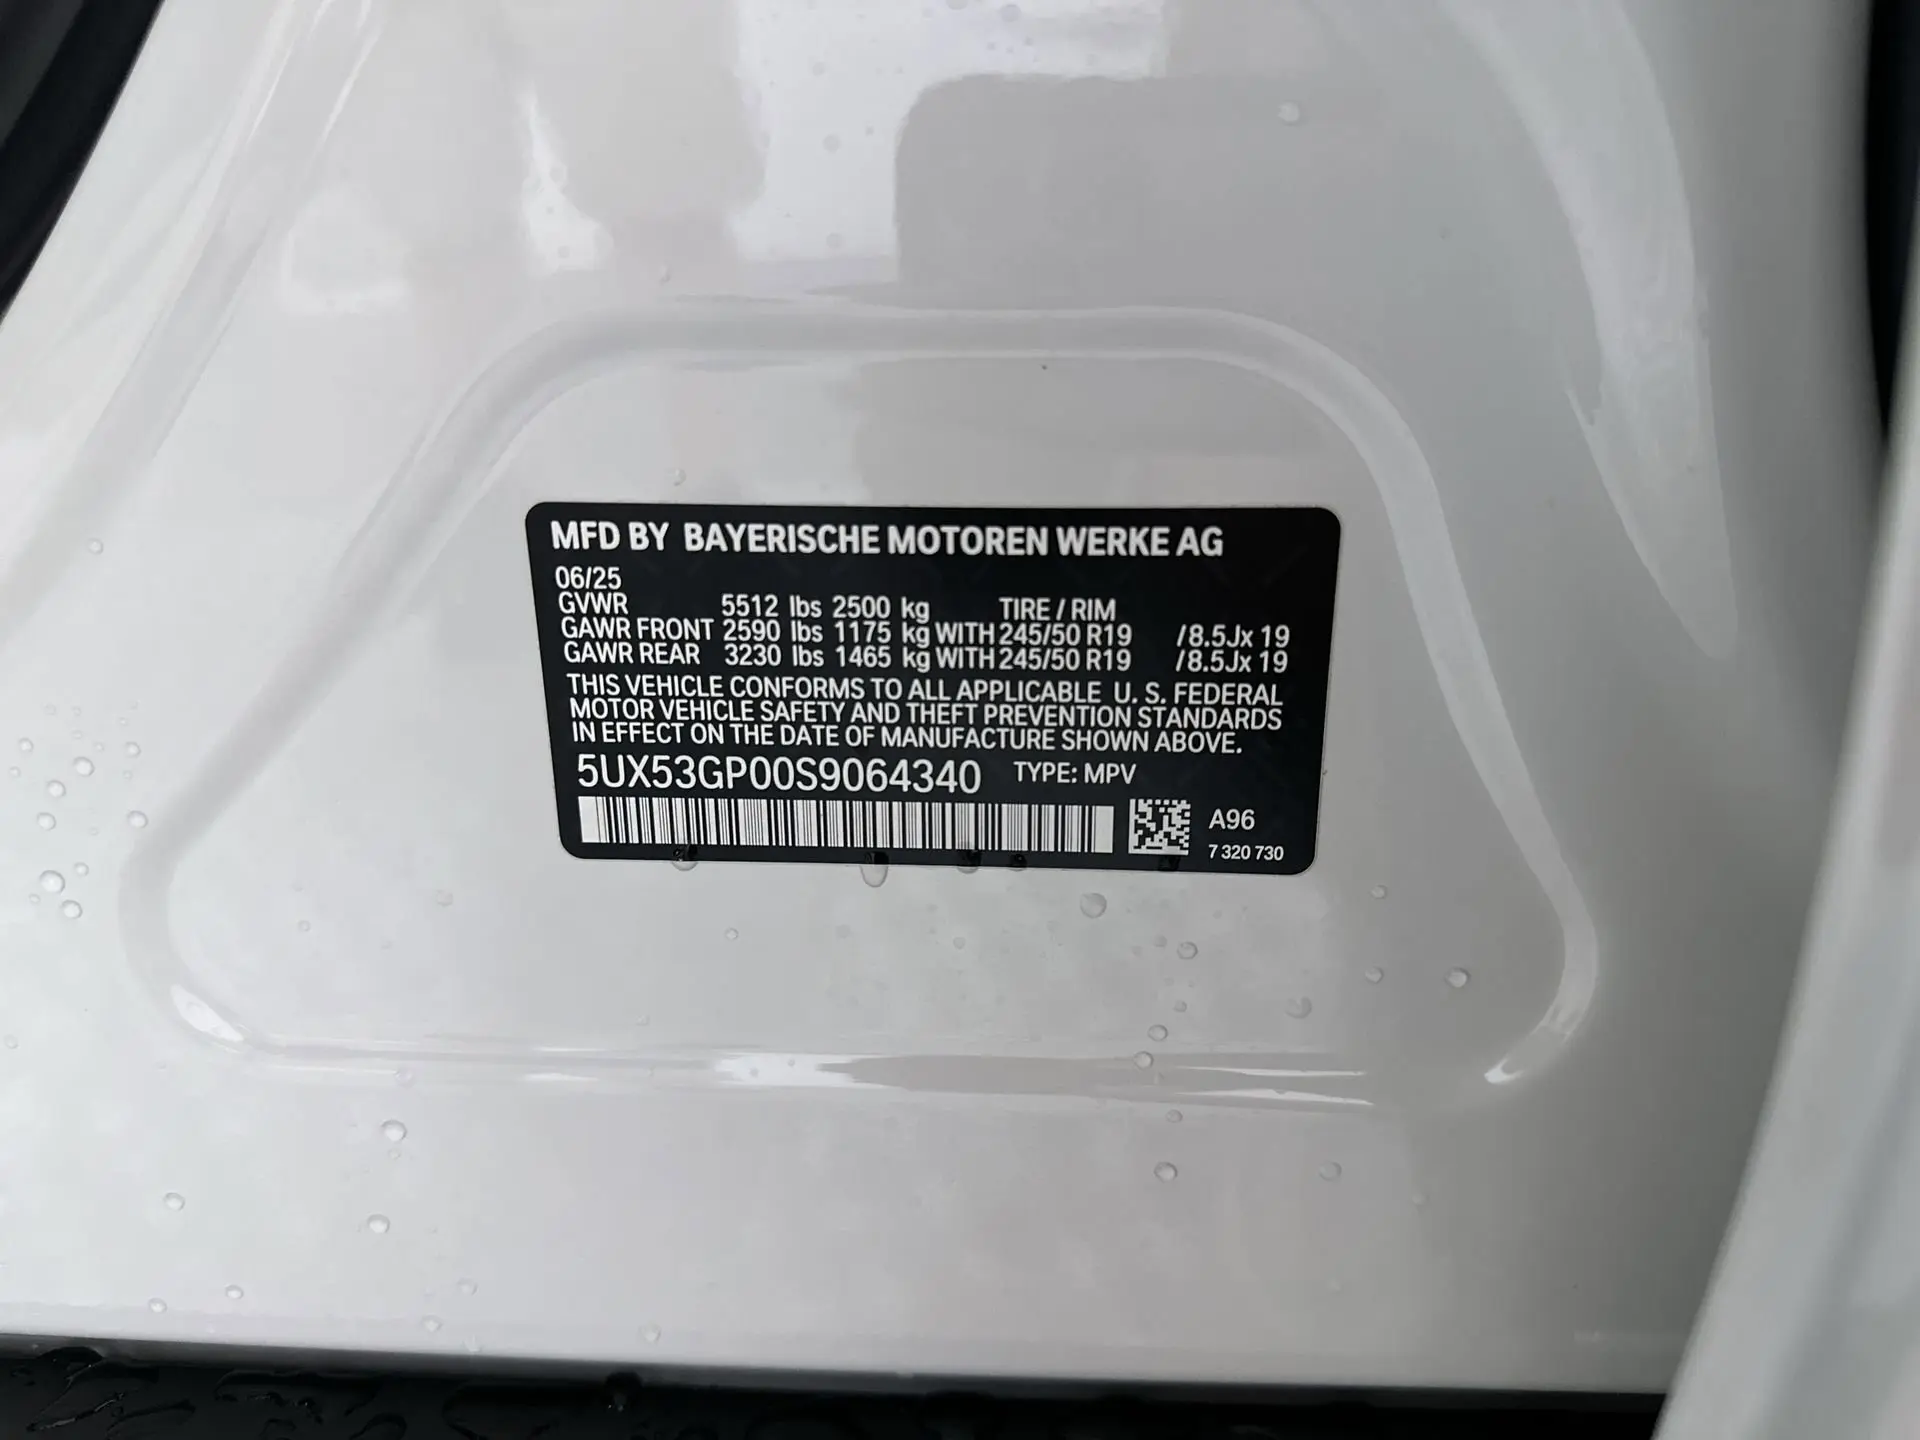 MFD BY BAYERISCHE MOTOREN WERKE AG
06/25
GVWR 5512 lbs 2500 kg TIRE / RIM
GAWR FRONT 2590 lbs 1175 kg WITH 245/50 R19 /8.5Jx 19
GAWR REAR 3230 lbs 1465 kg WITH 245/50 R19 /8.5Jx 19
THIS VEHICLE CONFORMS TO ALL APPLICABLE U. S. FEDERAL
MOTOR VEHICLE SAFETY AND THEFT PREVENTION STANDARDS
IN EFFECT ON THE DATE OF MANUFACTURE SHOWN ABOVE.
5UX53GP00S9064340 TYPE: MPV
A96
7 320 730